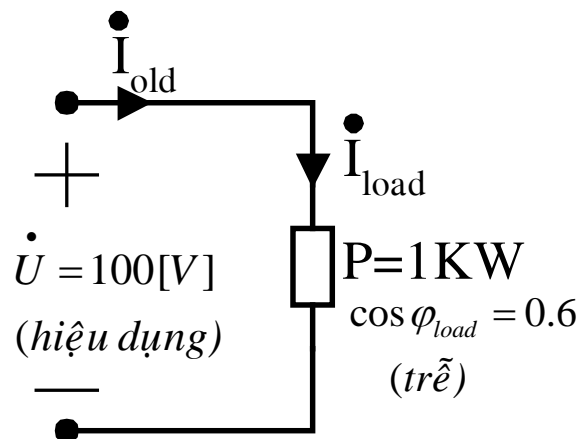 İ_old
İ_load
+
U̇ = 100[V]
(hiệu dụng)
P=1KW
cos φ_load = 0.6
(trễ)
−